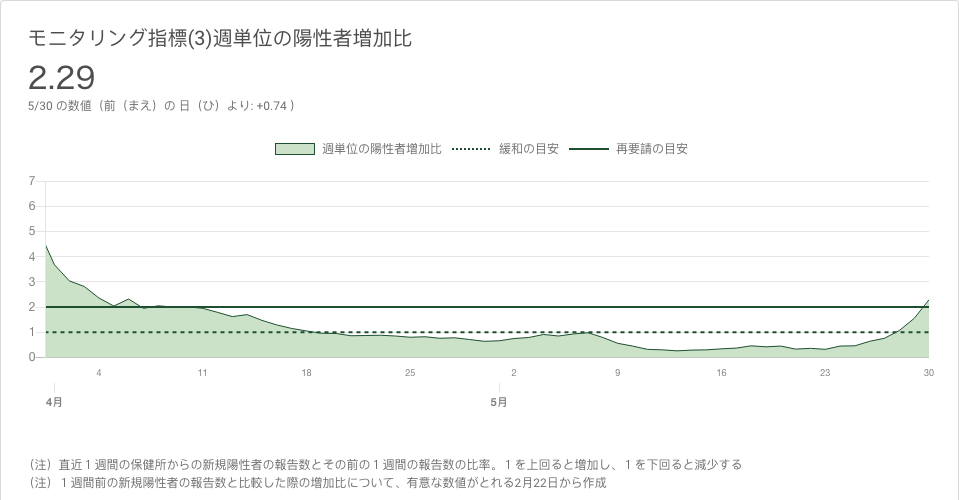 モニタリング指標(3)週単位の陽性者増加比
2.29
5/30 の数値（前（まえ）の 日（ひ）より: +0.74 ）
週単位の陽性者増加比 緩和の目安 再要請の目安
7
6
5
4
3
2
1
0
4 11 18 25 2 9 16 23 30
4月 5月
（注）直近１週間の保健所からの新規陽性者の報告数とその前の１週間の報告数の比率。１を上回ると増加し、１を下回ると減少する
（注）１週間前の新規陽性者の報告数と比較した際の増加比について、有意な数値がとれる2月22日から作成